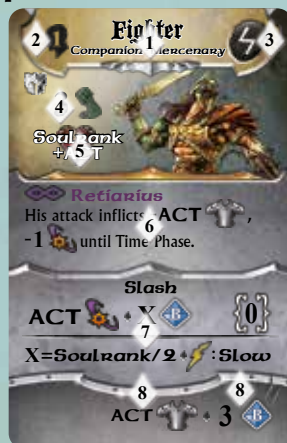 2 Fighter 1 3
Companion Mercenary
4
Soulrank
+/ACT 5
Retiarius
His attack inflicts -ACT ,
-1 until Time Phase.
6
Slash
ACT • X B {0}
7
X=Soulrank/2 • :Slow
8 8
ACT • 3 B